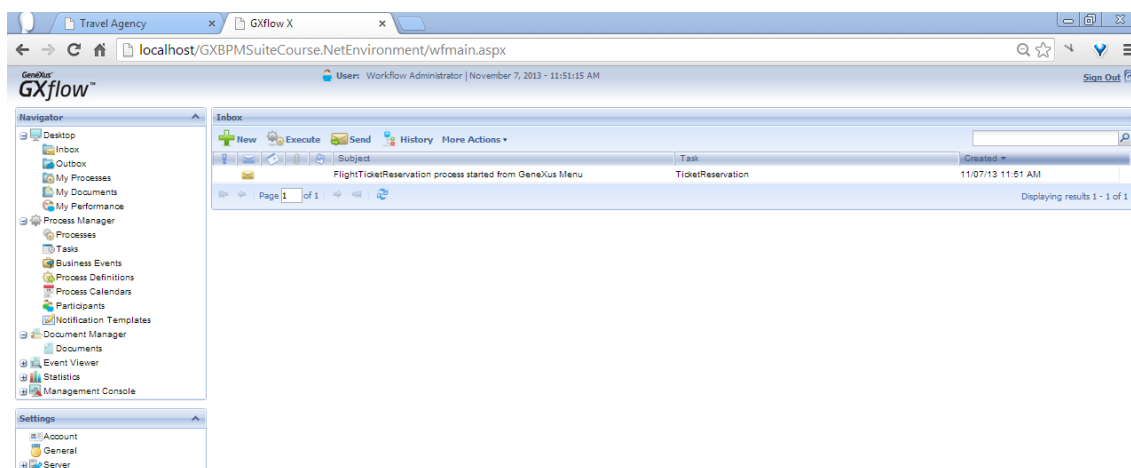 Travel Agency
GXflow X
localhost/GXBPMSuiteCourse.NetEnvironment/wfmain.aspx
GeneXus
GXflow™
User: Workflow Administrator | November 7, 2013 - 11:51:15 AM
Sign Out
Navigator
Desktop
Inbox
Outbox
My Processes
My Documents
My Performance
Process Manager
Processes
Tasks
Business Events
Process Definitions
Process Calendars
Participants
Notification Templates
Document Manager
Documents
Event Viewer
Statistics
Management Console
Settings
Account
General
Server
Inbox
New Execute Send History More Actions
Subject Task Created
FlightTicketReservation process started from GeneXus Menu TicketReservation 11/07/13 11:51 AM
Page 1 of 1 Displaying results 1 - 1 of 1